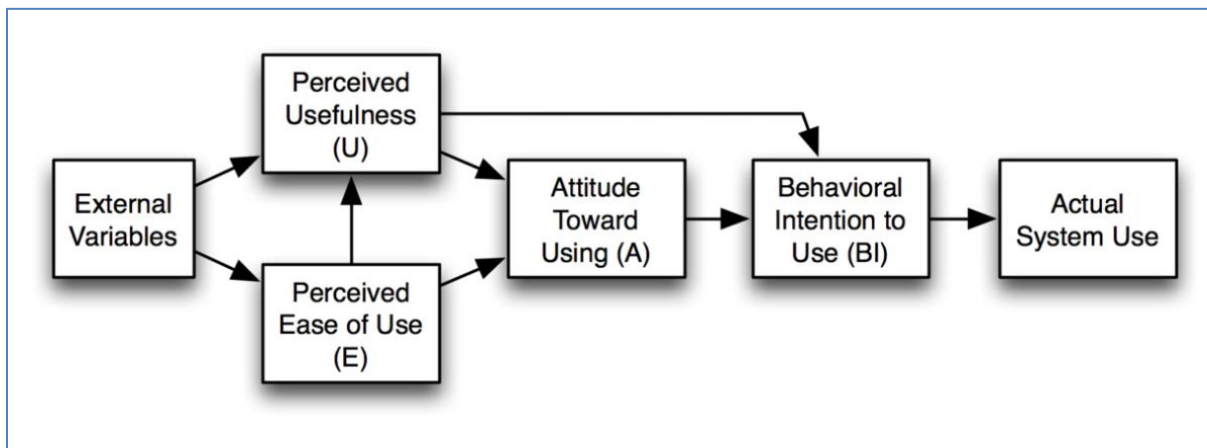 External
Variables
Perceived
Usefulness
(U)
Perceived
Ease of Use
(E)
Attitude
Toward
Using (A)
Behavioral
Intention to
Use (BI)
Actual
System Use